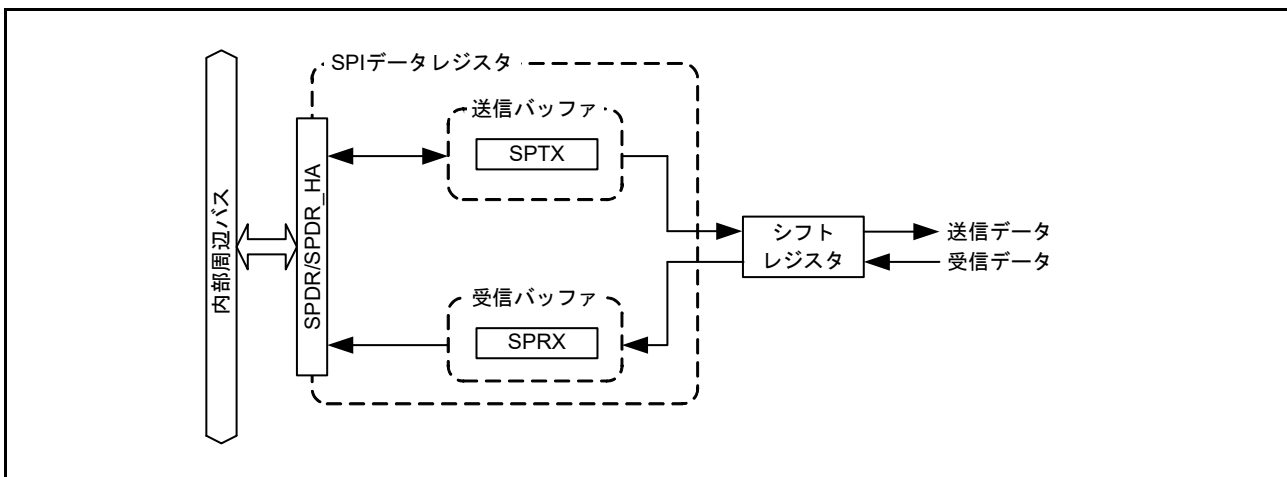 SPIデータレジスタ
送信バッファ
SPTX
内部周辺バス
SPDR/SPDR_HA
シフト
レジスタ
送信データ
受信データ
受信バッファ
SPRX